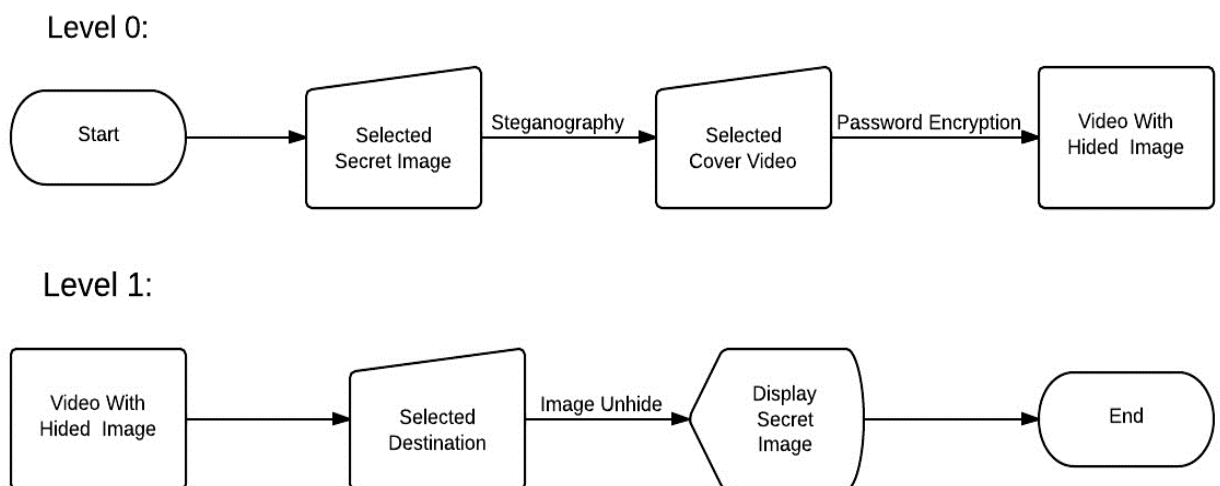 Level 0:
Start
Selected
Secret Image
Steganography
Selected
Cover Video
Password Encryption
Video With
Hided Image
Level 1:
Video With
Hided Image
Selected
Destination
Image Unhide
Display
Secret
Image
End